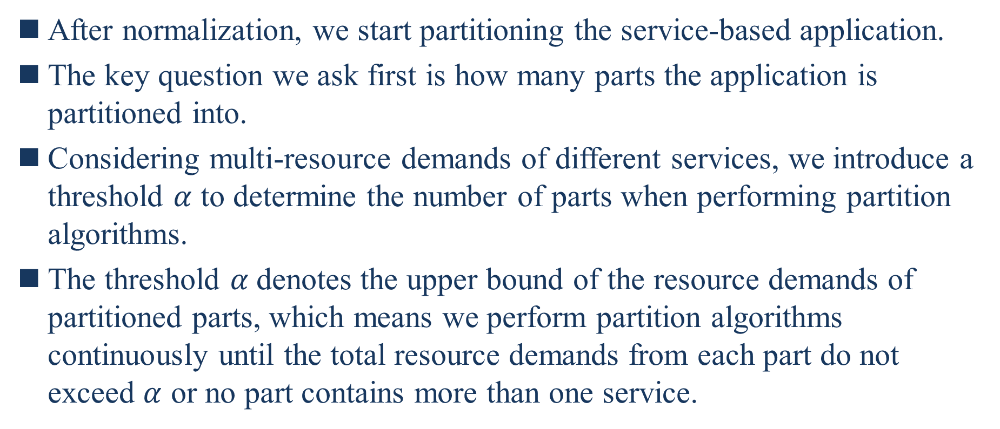 ■ After normalization, we start partitioning the service-based application.
■ The key question we ask first is how many parts the application is
partitioned into.
■ Considering multi-resource demands of different services, we introduce a
threshold α to determine the number of parts when performing partition
algorithms.
■ The threshold α denotes the upper bound of the resource demands of
partitioned parts, which means we perform partition algorithms
continuously until the total resource demands from each part do not
exceed α or no part contains more than one service.